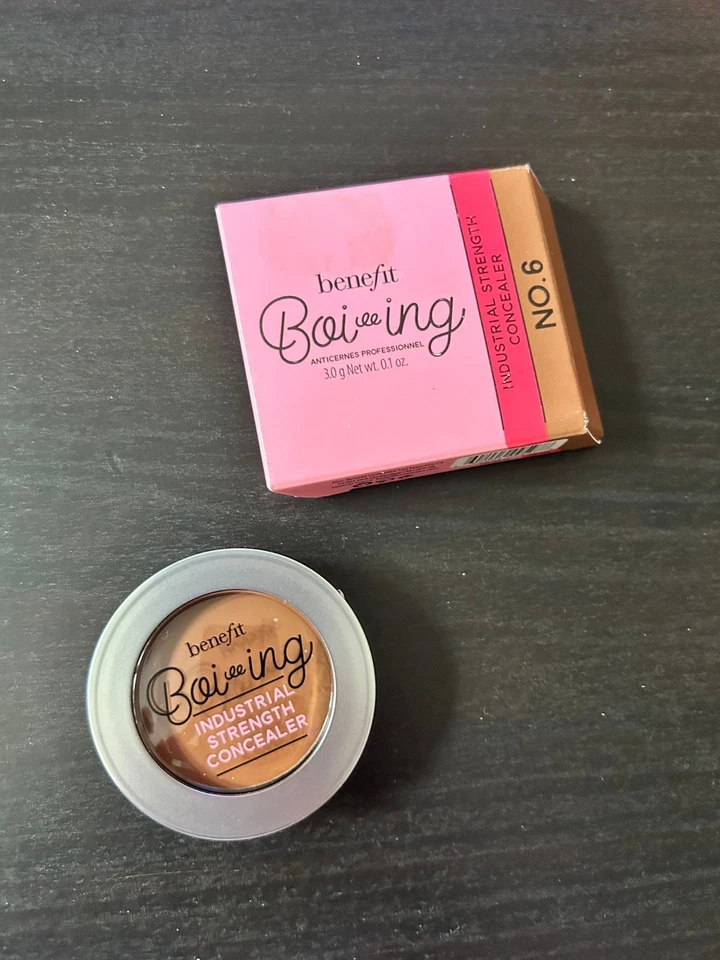 benefit
Boi-ing
ANTICERNES PROFESSIONNEL
3.0 g Net wt. 0.1 oz.
INDUSTRIAL STRENGTH
CONCEALER
NO.6
benefit
Boi-ing
INDUSTRIAL
STRENGTH
CONCEALER